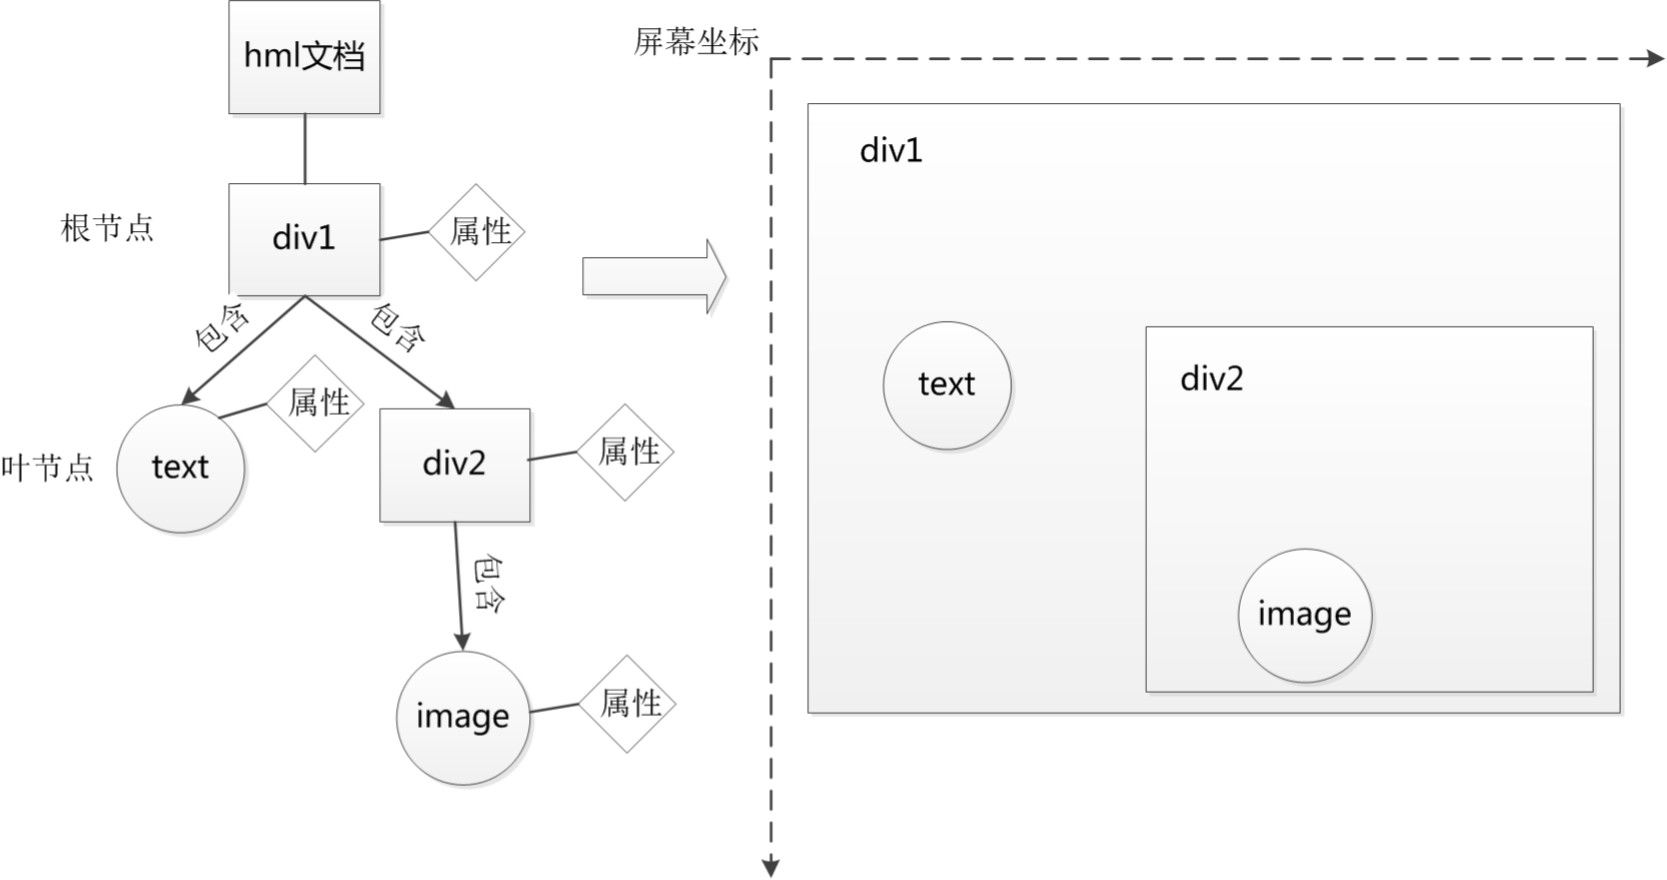 hml文档
根节点
div1
属性
包含
包含
属性
叶节点
text
div2
属性
包含
image
属性
屏幕坐标
div1
text
div2
image